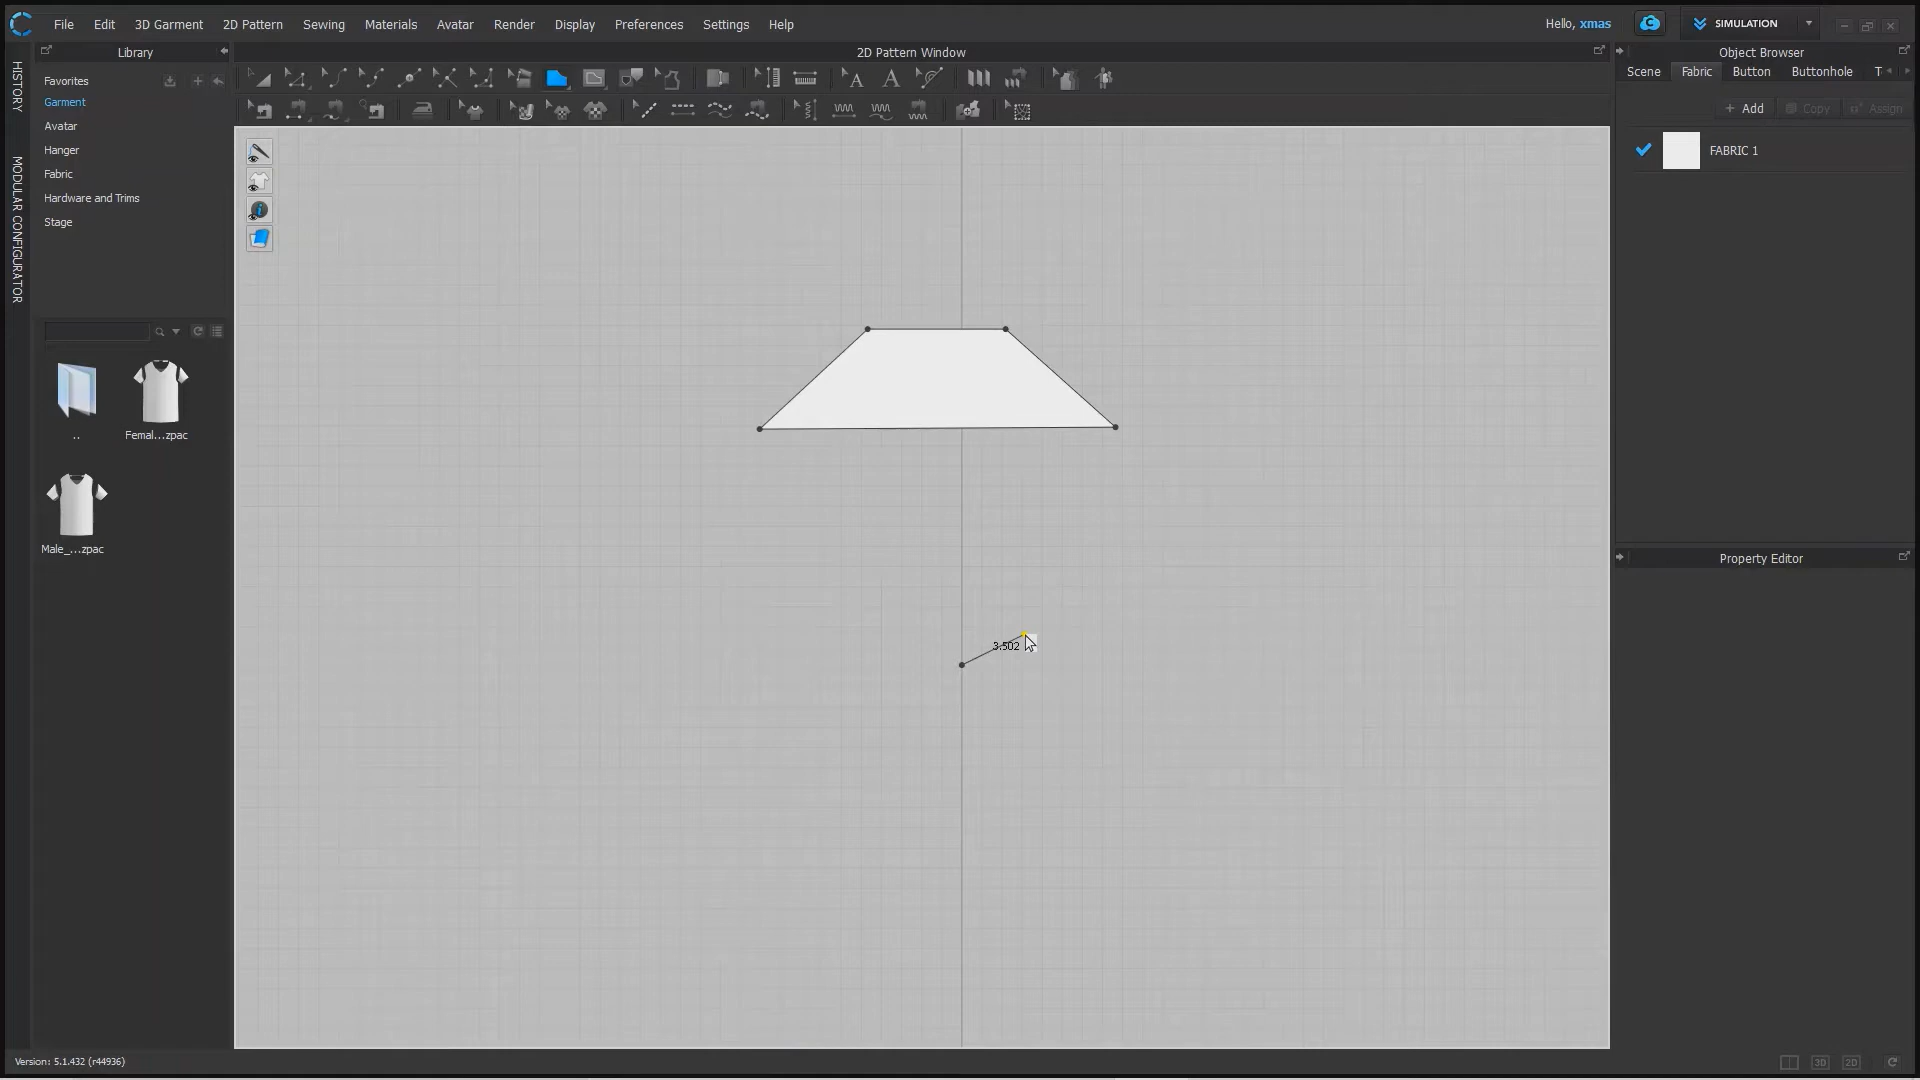 File Edit 3D Garment 2D Pattern Sewing Materials Avatar Render Display Preferences Settings Help
Hello, xmas
SIMULATION
Library
2D Pattern Window
Object Browser
HISTORY
MODULAR CONFIGURATOR
Favorites
Garment
Avatar
Hanger
Fabric
Hardware and Trims
Stage
..
Femal...zpac
Male_...zpac
Scene Fabric Button Buttonhole T
+ Add Copy Assign
FABRIC 1
Property Editor
3.502
Version: 5.1.432 (r44936)
3D 2D